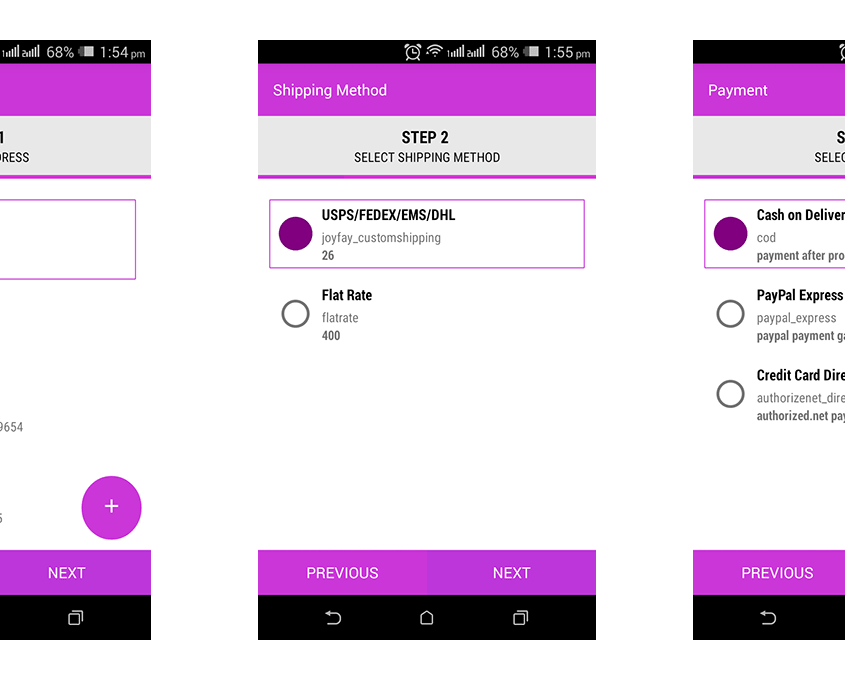 68% 1:54 pm
1
RESS
9654
5
+
NEXT
68% 1:55 pm
Shipping Method
STEP 2
SELECT SHIPPING METHOD
USPS/FEDEX/EMS/DHL
joyfay_customshipping
26
Flat Rate
flatrate
400
PREVIOUS NEXT
Payment
S
SELEC
Cash on Deliver
cod
payment after pro
PayPal Express
paypal_express
paypal payment ga
Credit Card Dire
authorizenet_dire
authorized.net pay
PREVIOUS